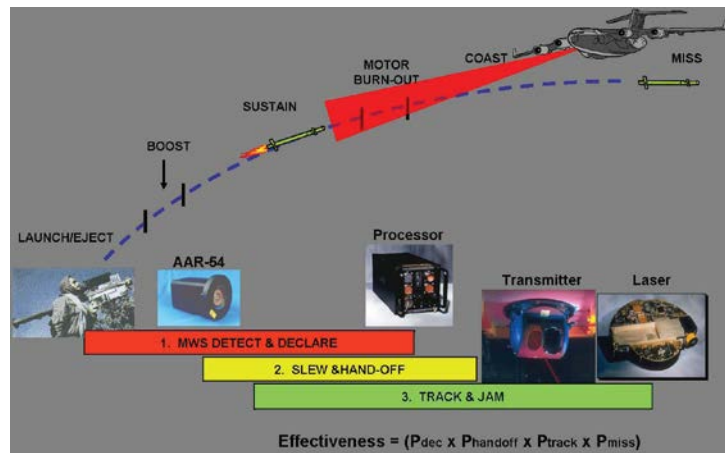 COAST
MISS
MOTOR
BURN-OUT
SUSTAIN
BOOST
LAUNCH/EJECT
AAR-54
Processor
Transmitter
Laser
1. MWS DETECT & DECLARE
2. SLEW &HAND-OFF
3. TRACK & JAM
Effectiveness = (Pdec x Phandoff x Ptrack x Pmiss)